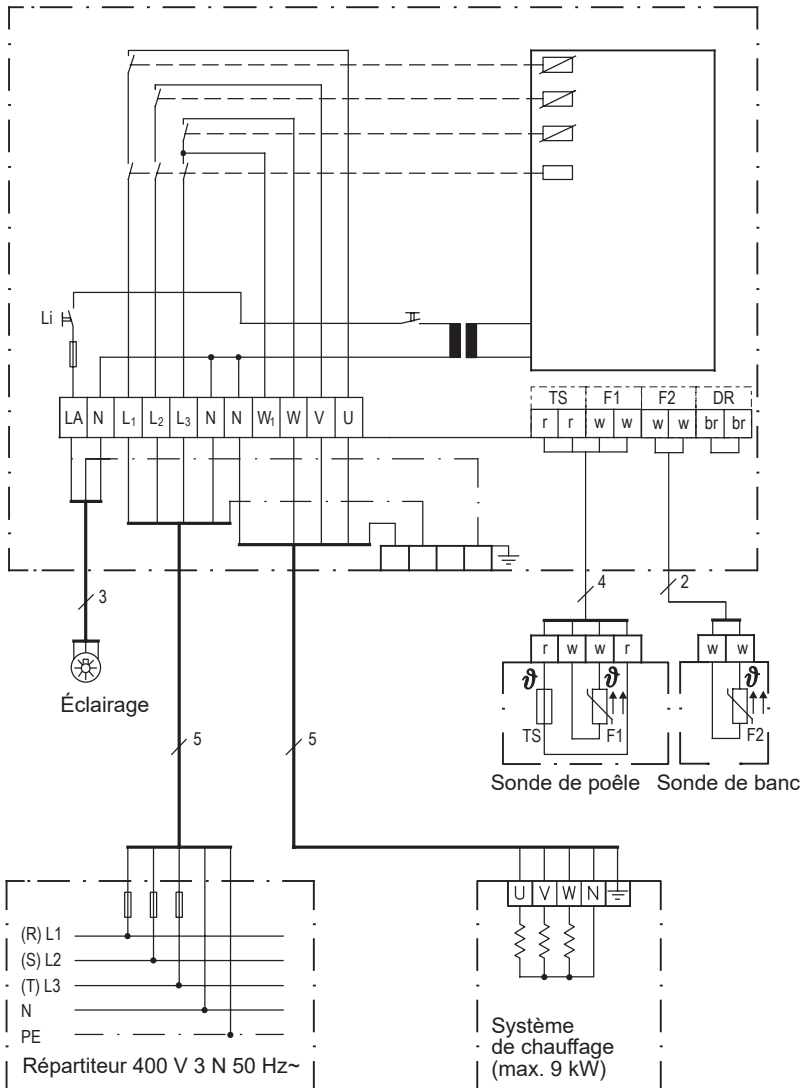 Li
LA N L1 L2 L3 N N W1 W V U
TS F1 F2 DR
r r w w w w br br
3
4
2
Éclairage
r w w r
w w
ϑ ϑ ϑ
TS F1 F2
5
5
Sonde de poêle
Sonde de banc
U V W N
(R) L1
(S) L2
(T) L3
N
PE
Répartiteur 400 V 3 N 50 Hz~
Système
de chauffage
(max. 9 kW)